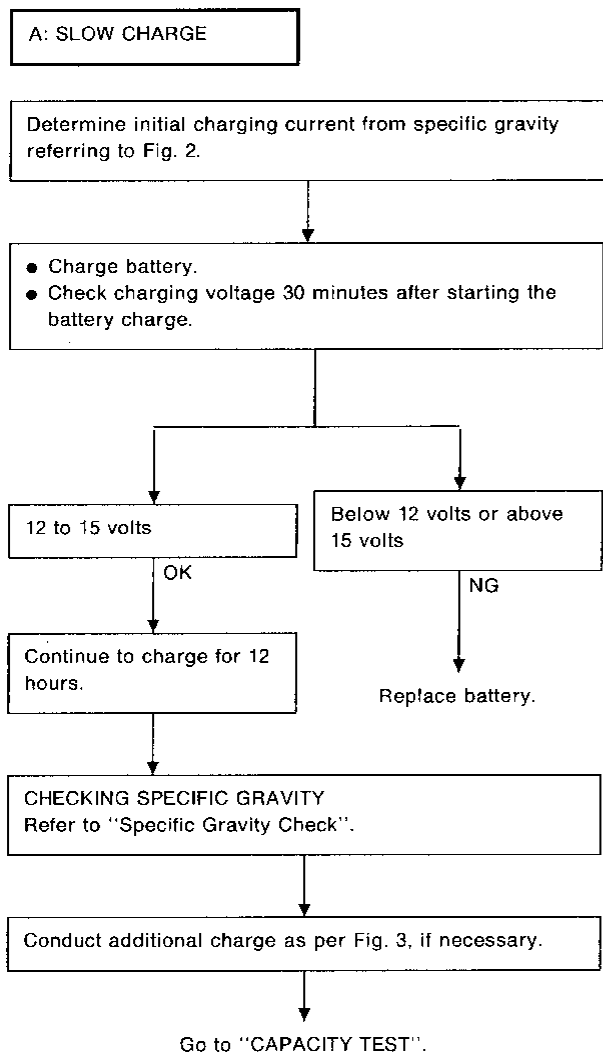 A: SLOW CHARGE
Determine initial charging current from specific gravity
referring to Fig. 2.
● Charge battery.
● Check charging voltage 30 minutes after starting the
battery charge.
12 to 15 volts
Below 12 volts or above
15 volts
OK
NG
Continue to charge for 12
hours.
Replace battery.
CHECKING SPECIFIC GRAVITY
Refer to "Specific Gravity Check".
Conduct additional charge as per Fig. 3, if necessary.
Go to "CAPACITY TEST".